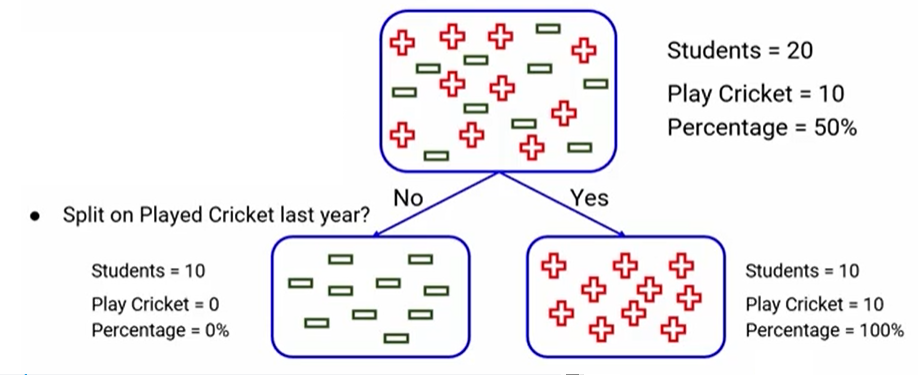 Students = 20
Play Cricket = 10
Percentage = 50%
No
Yes
● Split on Played Cricket last year?
Students = 10
Play Cricket = 0
Percentage = 0%
Students = 10
Play Cricket = 10
Percentage = 100%